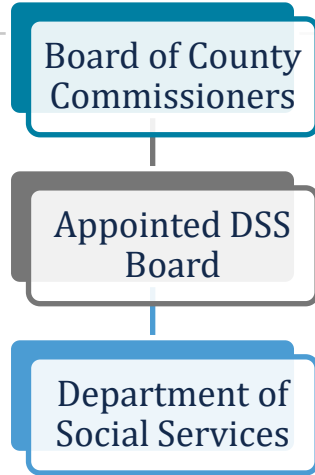 Board of County
Commissioners
Appointed DSS
Board
Department of
Social Services